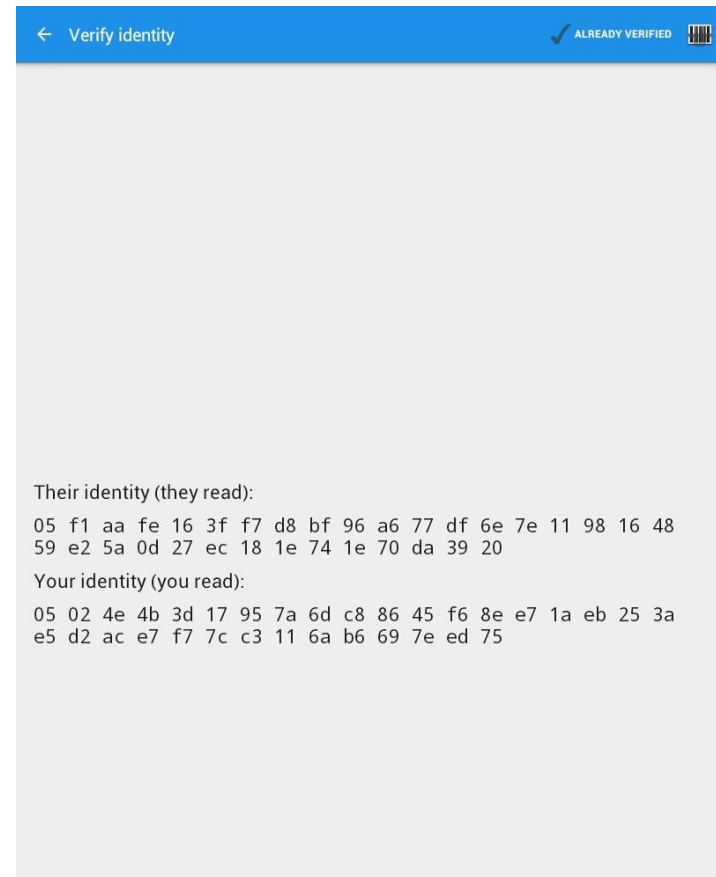 Verify identity
ALREADY VERIFIED
Their identity (they read):
05 f1 aa fe 16 3f f7 d8 bf 96 a6 77 df 6e 7e 11 98 16 48
59 e2 5a 0d 27 ec 18 1e 74 1e 70 da 39 20
Your identity (you read):
05 02 4e 4b 3d 17 95 7a 6d c8 86 45 f6 8e e7 1a eb 25 3a
e5 d2 ac e7 f7 7c c3 11 6a b6 69 7e ed 75